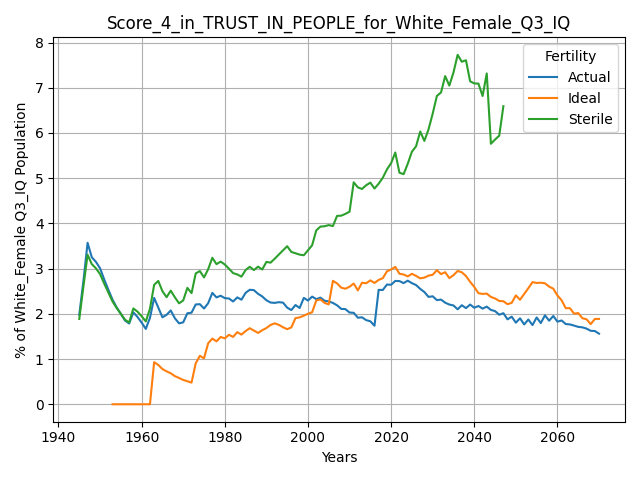 Score_4_in_TRUST_IN_PEOPLE_for_White_Female_Q3_IQ
% of White_Female Q3_IQ Population
8
7
6
5
4
3
2
1
0
Fertility
Actual
Ideal
Sterile
1940 1960 1980 2000 2020 2040 2060
Years